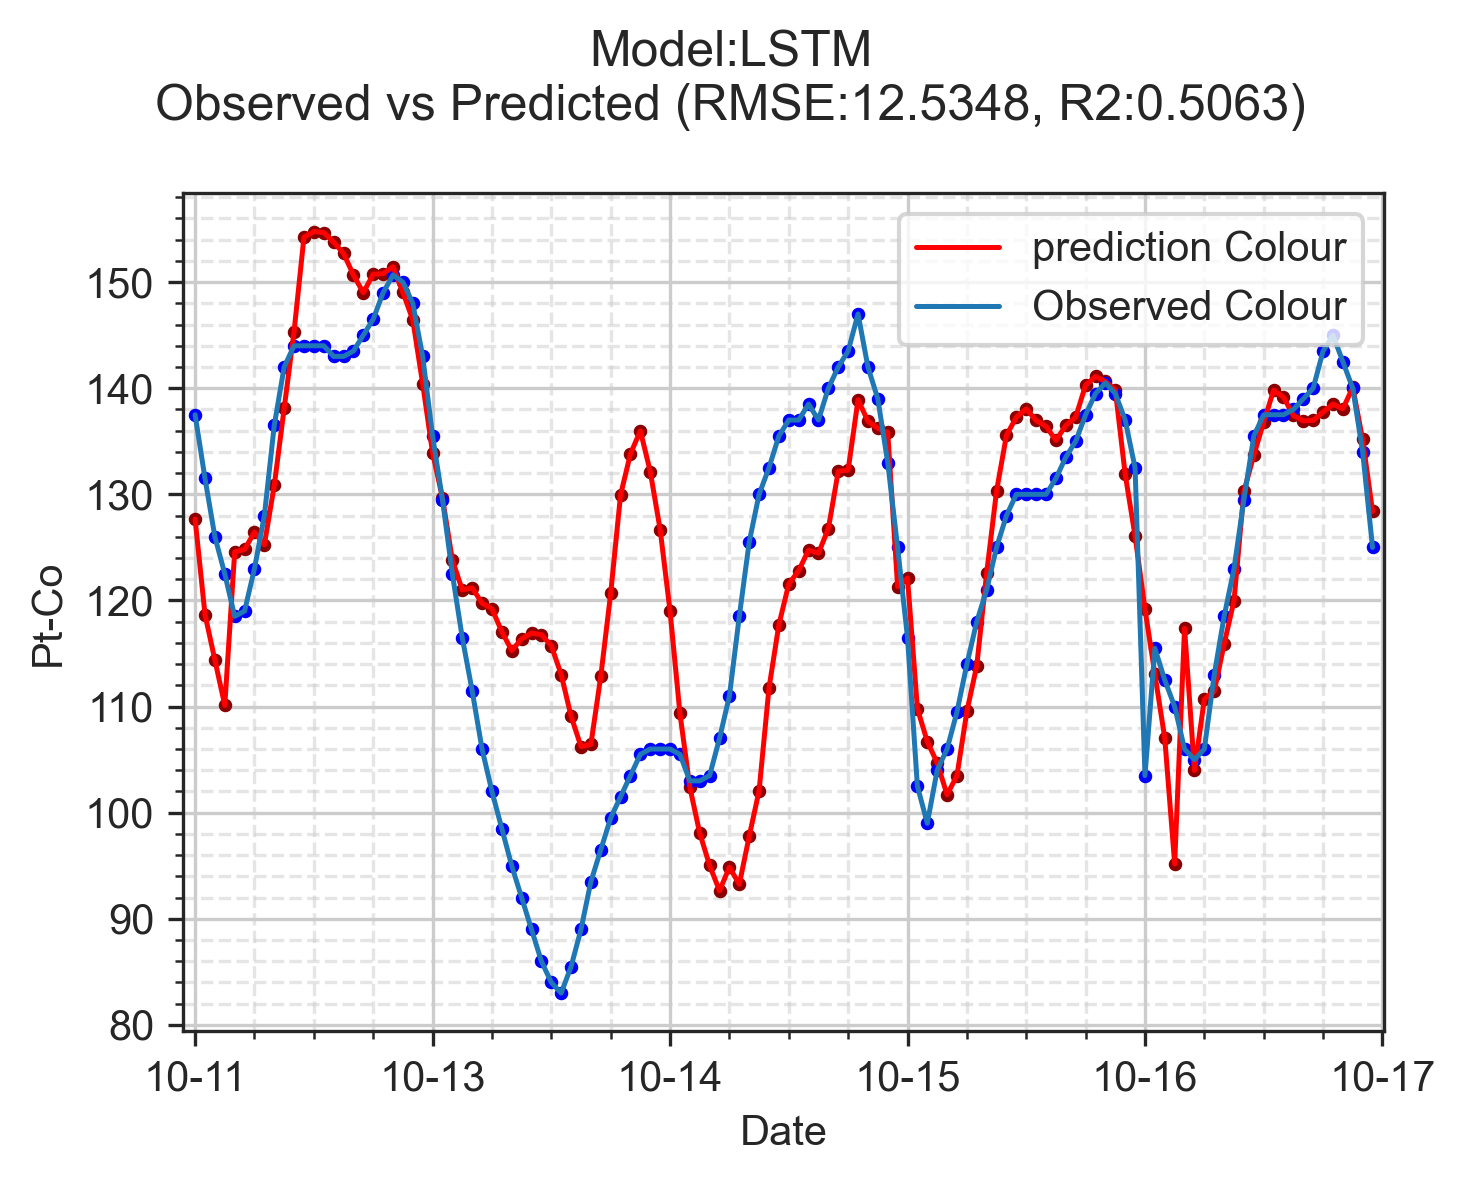 Model:LSTM
Observed vs Predicted (RMSE:12.5348, R2:0.5063)
prediction Colour
Observed Colour
150
140
130
120
110
100
90
80
Pt-Co
10-11 10-13 10-14 10-15 10-16 10-17
Date